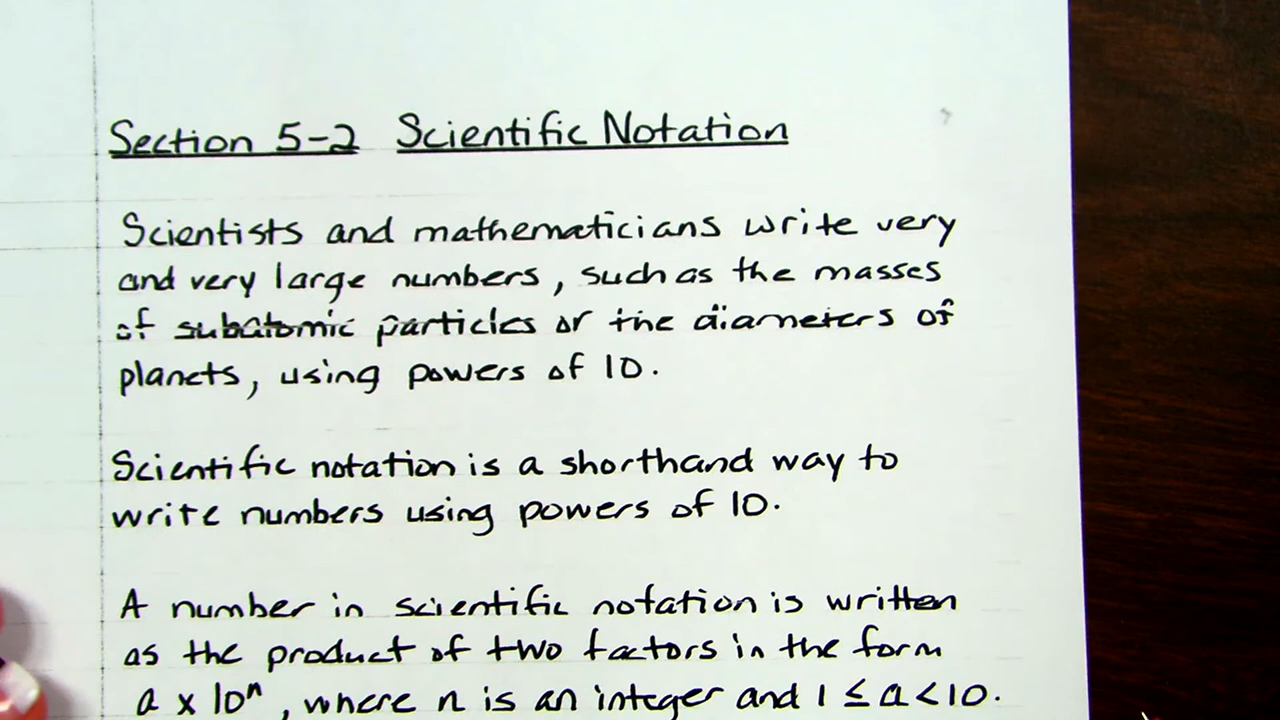 Section 5-2 Scientific Notation
Scientists and mathematicians write very
and very large numbers, such as the masses
of subatomic particles or the diameters of
planets, using powers of 10.
Scientific notation is a shorthand way to
write numbers using powers of 10.
A number in scientific notation is written
as the product of two factors in the form
a x 10ⁿ, where n is an integer and 1 ≤ a < 10.